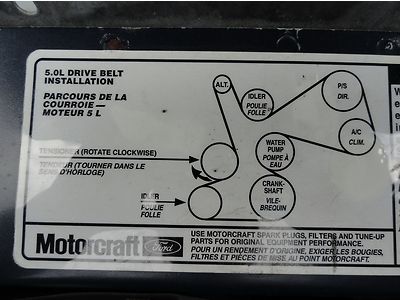 5.0L DRIVE BELT
INSTALLATION
PARCOURS DE LA
COURROIE —
MOTEUR 5 L
ALT.
IDLER
POULIE
FOLLE
P/S
DIR.
A/C
CLIM.
WATER
PUMP
POMPE À
EAU
TENSIONER (ROTATE CLOCKWISE)
TENDEUR (TOURNER DANS LE
SENS D'HORLOGE)
IDLER
POULIE
FOLLE
CRANK-
SHAFT
VILE-
BREQUIN
Motorcraft Ford
USE MOTORCRAFT SPARK PLUGS, FILTERS AND TUNE-UP
PARTS FOR ORIGINAL EQUIPMENT PERFORMANCE.
POUR UN RENDEMENT D'ORIGINE, EXIGER LES BOUGIES,
FILTRES ET PIÈCES DE MISE AU POINT MOTORCRAFT.